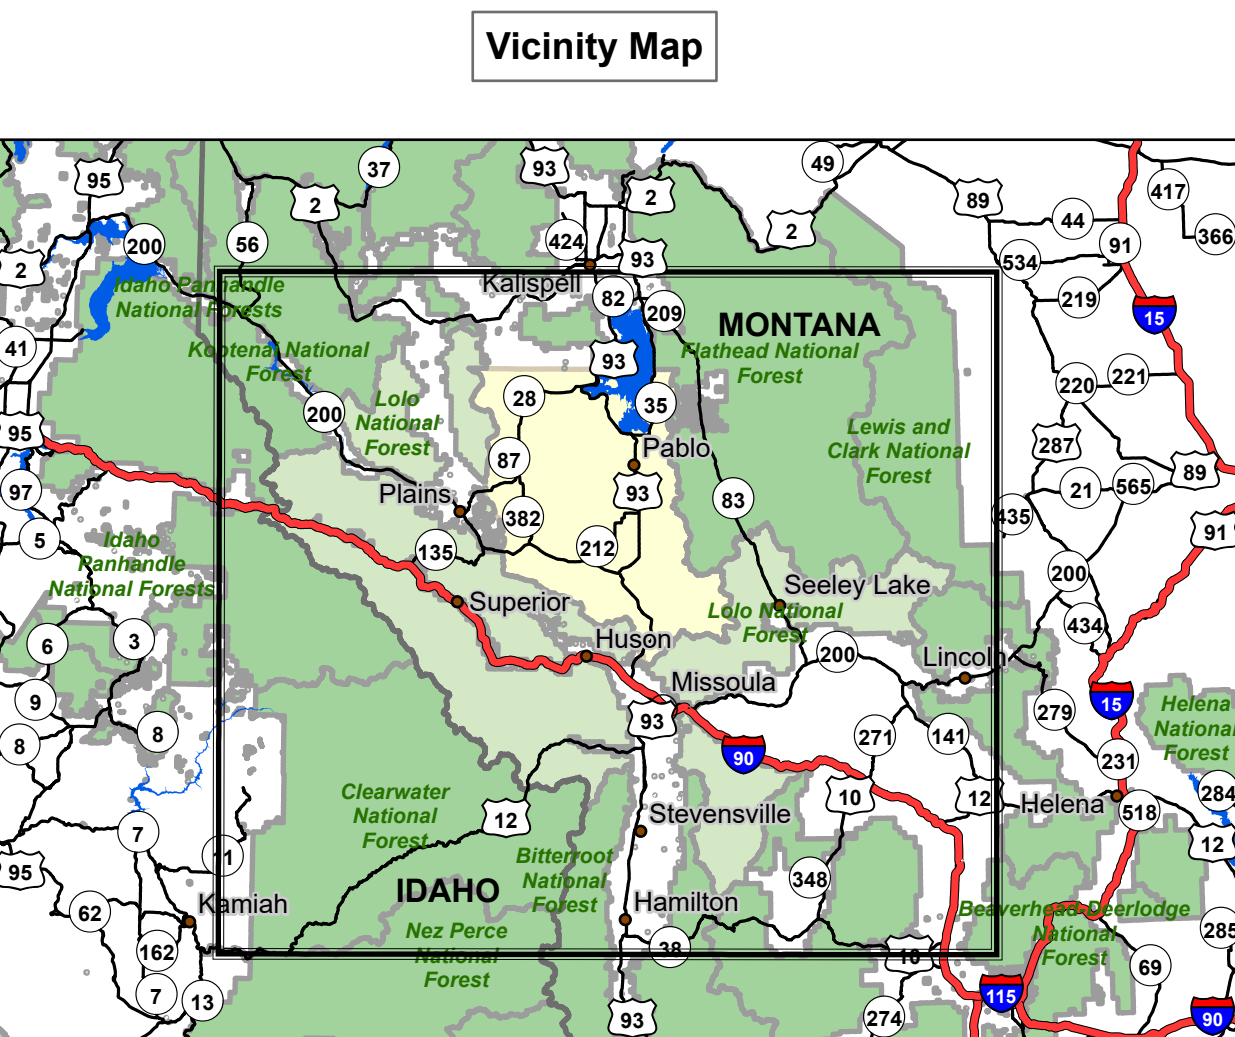 Vicinity Map
95
37
93
2
2
49
89
417
200
56
424
2
44
91
366
2
93
534
Kalispell
Idaho Panhandle
National Forests
82
209
219
15
MONTANA
41
Kootenai National
Forest
93
Flathead National
Forest
220
221
28
35
200
Lolo
National
Forest
95
Lewis and
Clark National
Forest
287
Pablo
87
89
97
Plains
93
83
21
565
382
435
91
5
Idaho
Panhandle
National Forests
135
212
200
Seeley Lake
Superior
Lolo National
Forest
434
6
3
Huson
200
Lincoln
9
Missoula
15
279
Helena
National
Forest
8
8
93
271
141
90
231
Clearwater
National
Forest
10
12
Helena
284
518
7
12
Stevensville
12
11
Bitterroot
National
Forest
95
348
IDAHO
Kamiah
62
Hamilton
Beaverhead-Deerlodge
National
Forest
Nez Perce
National
Forest
285
162
38
10
69
7
13
115
93
274
90